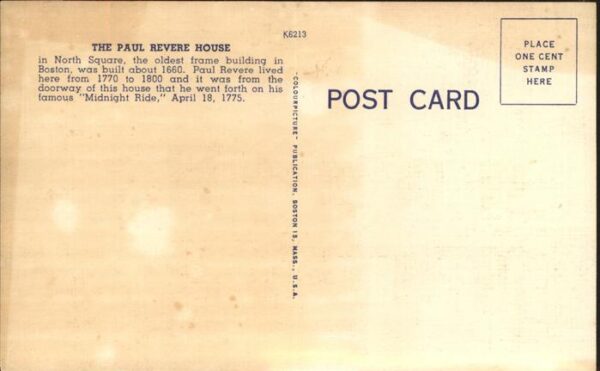 K6213
THE PAUL REVERE HOUSE
in North Square, the oldest frame building in
Boston, was built about 1660. Paul Revere lived
here from 1770 to 1800 and it was from the
doorway of this house that he went forth on his
famous "Midnight Ride," April 18, 1775.
"COLOURPICTURE" PUBLICATION, BOSTON 15, MASS., U.S.A.
POST CARD
PLACE
ONE CENT
STAMP
HERE